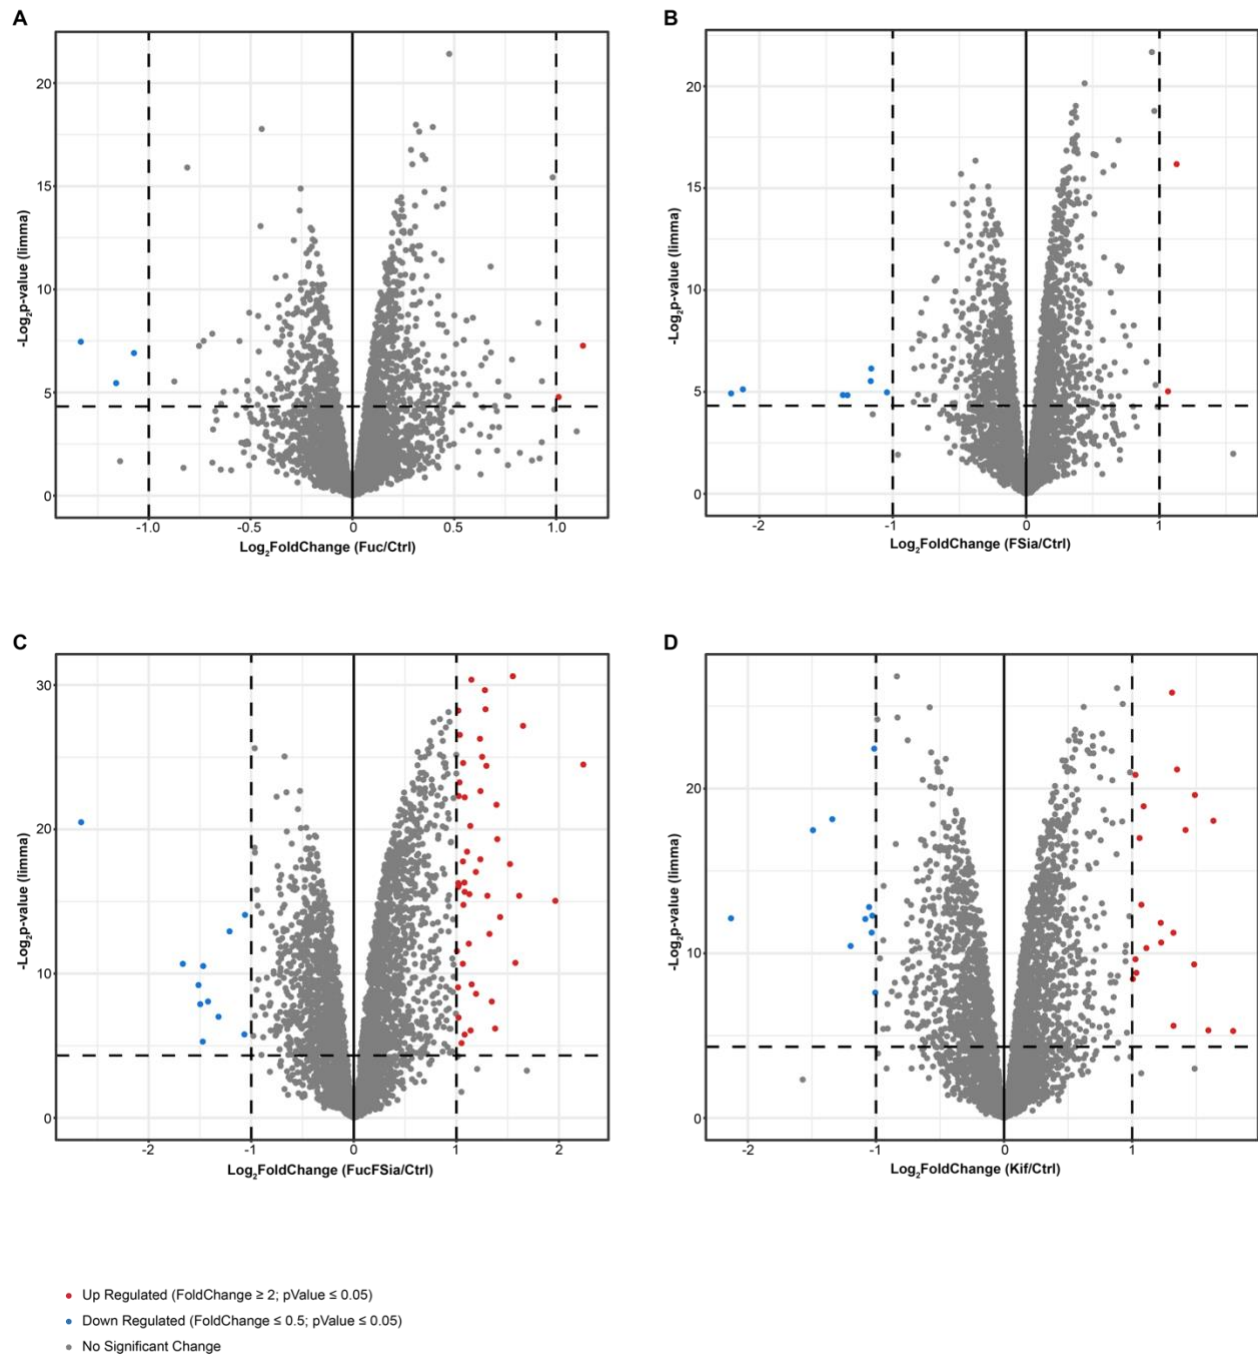 A
20
15
10
5
0
-Log₂p-value (limma)
-1.0
-0.5
0
0.5
1.0
Log₂FoldChange (Fuc/Ctrl)
B
20
15
10
5
0
-Log₂p-value (limma)
-2
-1
0
1
Log₂FoldChange (FSia/Ctrl)
C
30
20
10
0
-Log₂p-value (limma)
-2
-1
0
1
2
Log₂FoldChange (FucFSia/Ctrl)
D
20
10
0
-Log₂p-value (limma)
-2
-1
0
1
Log₂FoldChange (Kif/Ctrl)
Up Regulated (FoldChange ≥ 2; pValue ≤ 0.05)
Down Regulated (FoldChange ≤ 0.5; pValue ≤ 0.05)
No Significant Change